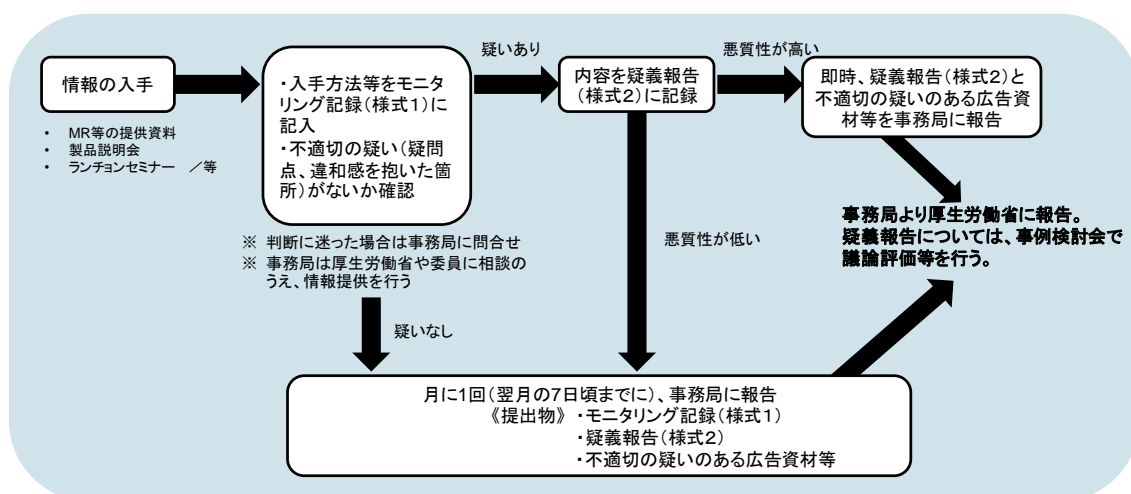 情報の入手
・ MR等の提供資料
・ 製品説明会
・ ランチョンセミナー ／等
・入手方法等をモニ
タリング記録(様式1)に
記入
・不適切の疑い(疑問
点、違和感を抱いた箇
所)がないか確認
※ 判断に迷った場合は事務局に問合せ
※ 事務局は厚生労働省や委員に相談の
うえ、情報提供を行う
疑いあり
内容を疑義報告
(様式2)に記録
悪質性が高い
即時、疑義報告(様式2)と
不適切の疑いのある広告資
材等を事務局に報告
悪質性が低い
事務局より厚生労働省に報告。
疑義報告については、事例検討会で
議論評価等を行う。
疑いなし
月に1回(翌月の7日頃までに)、事務局に報告
《提出物》・モニタリング記録(様式1)
・疑義報告(様式2)
・不適切の疑いのある広告資材等